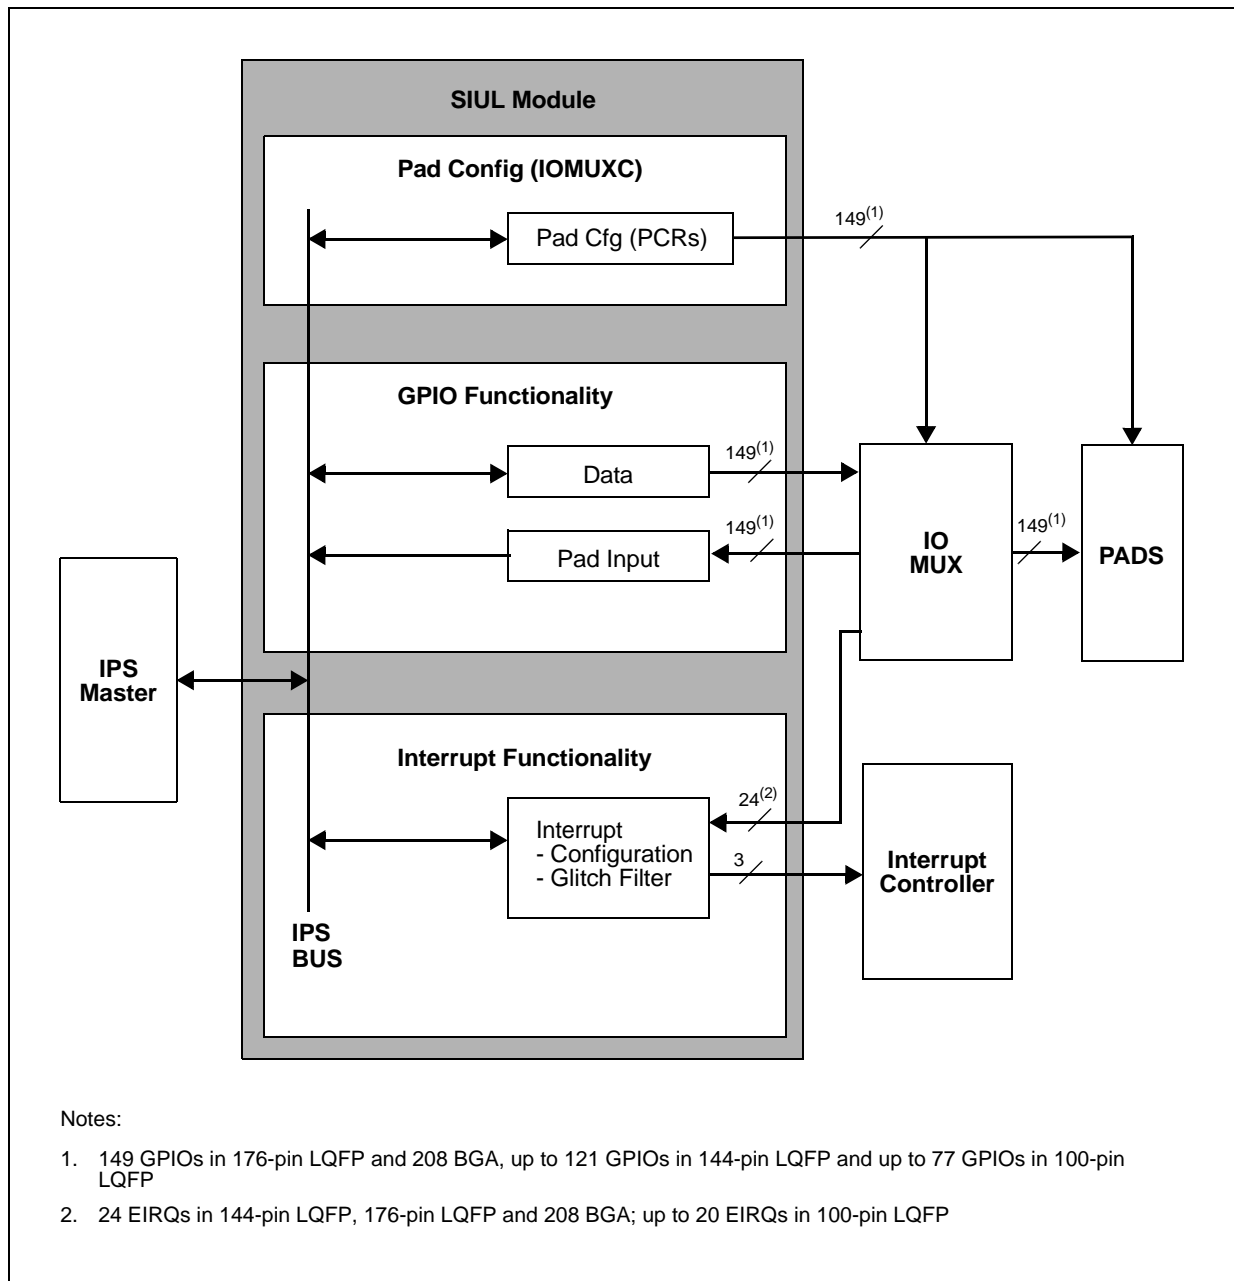 SIUL Module
Pad Config (IOMUXC)
Pad Cfg (PCRs)
149(1)
GPIO Functionality
Data
149(1)
Pad Input
149(1)
IO
MUX
149(1)
PADS
IPS
Master
Interrupt Functionality
Interrupt
- Configuration
- Glitch Filter
24(2)
3
Interrupt
Controller
IPS
BUS
Notes:
1. 149 GPIOs in 176-pin LQFP and 208 BGA, up to 121 GPIOs in 144-pin LQFP and up to 77 GPIOs in 100-pin
LQFP
2. 24 EIRQs in 144-pin LQFP, 176-pin LQFP and 208 BGA; up to 20 EIRQs in 100-pin LQFP